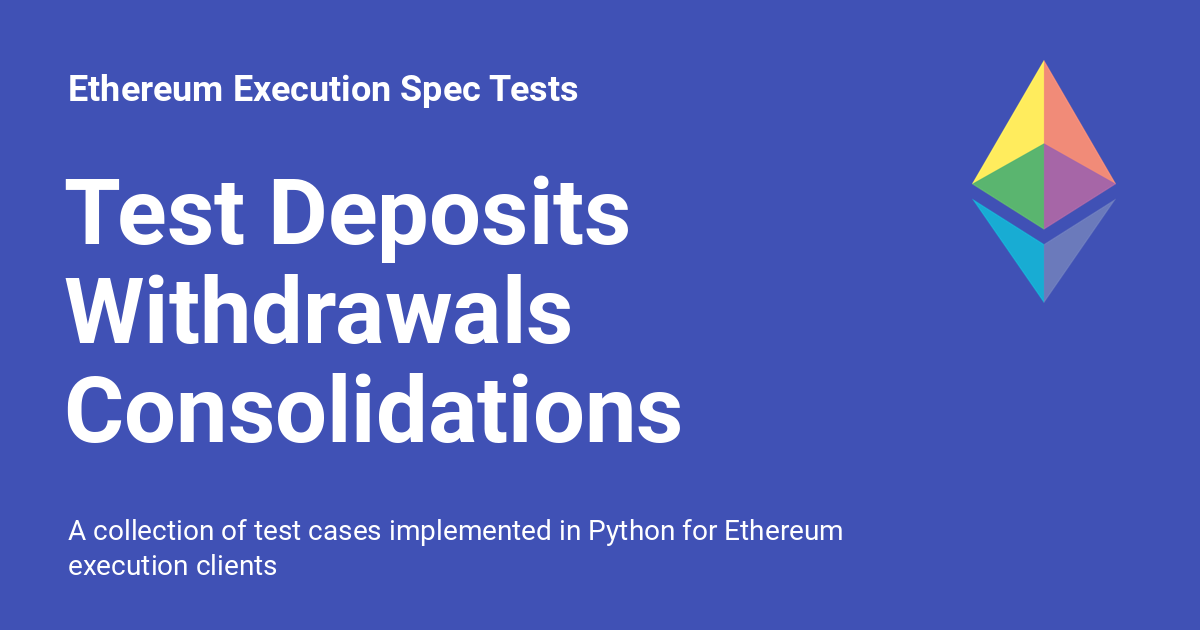 Ethereum Execution Spec Tests
Test Deposits
Withdrawals
Consolidations
A collection of test cases implemented in Python for Ethereum
execution clients